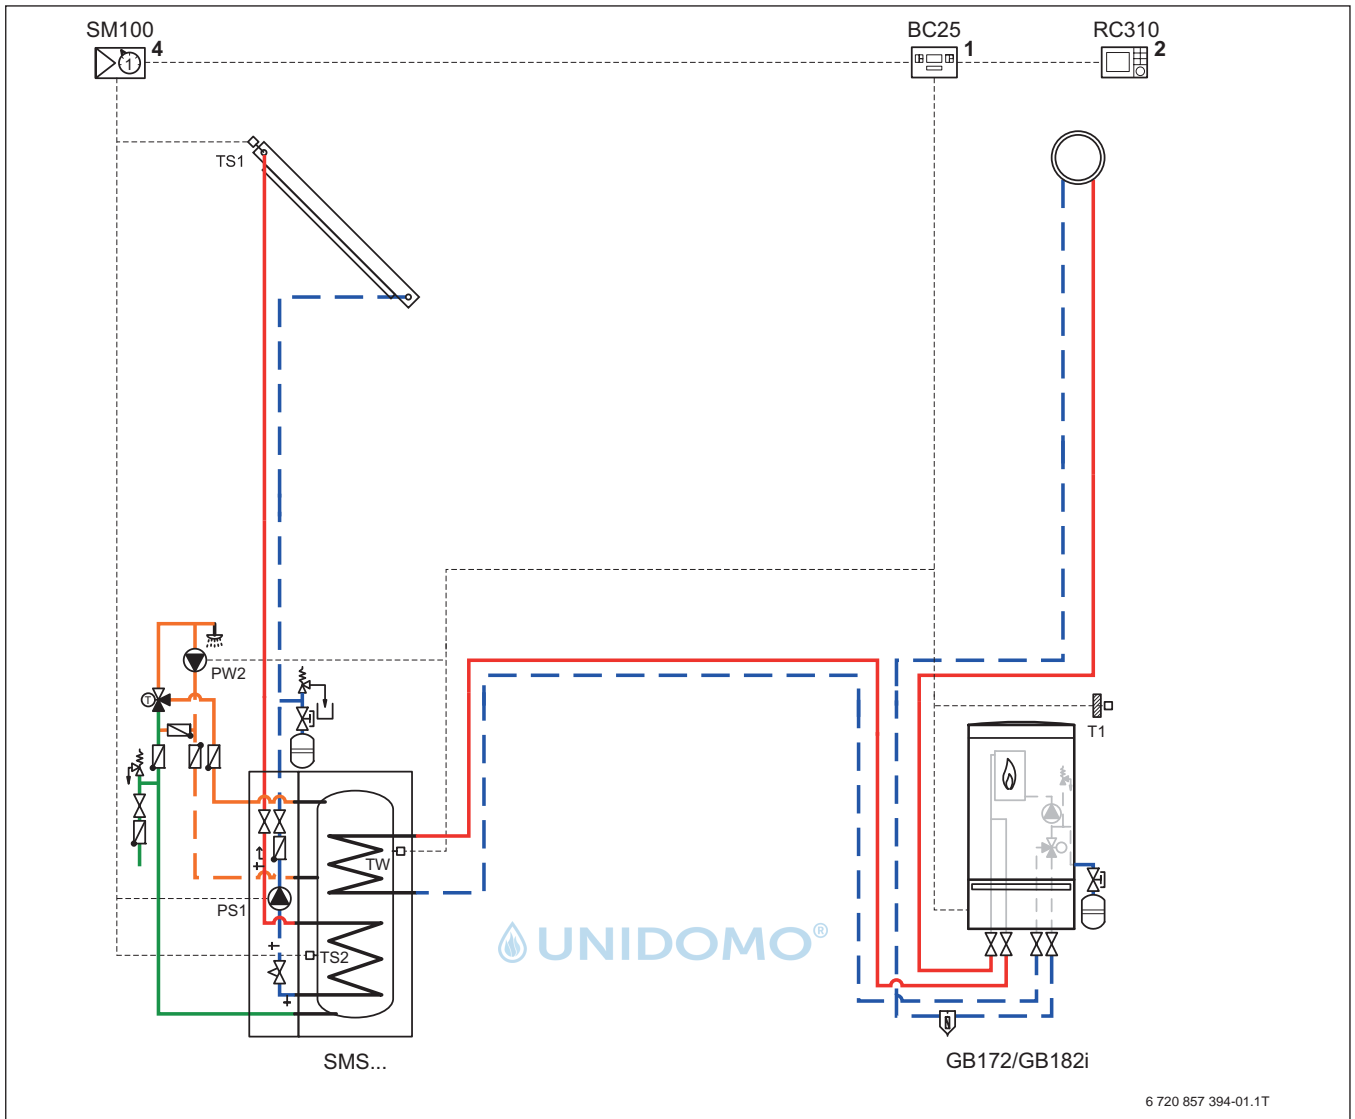 SM100
4
1
BC25
1
RC310
2
TS1
PW2
T
T1
TW
PS1
TS2
UNIDOMO®
SMS...
GB172/GB182i
6 720 857 394-01.1T